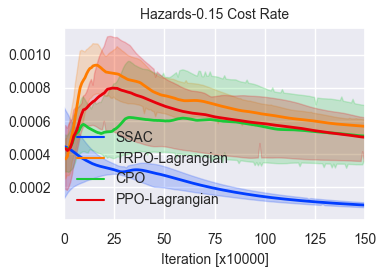 Hazards-0.15 Cost Rate
0.0010
0.0008
0.0006
0.0004
0.0002
SSAC
TRPO-Lagrangian
CPO
PPO-Lagrangian
0 25 50 75 100 125 150
Iteration [x10000]